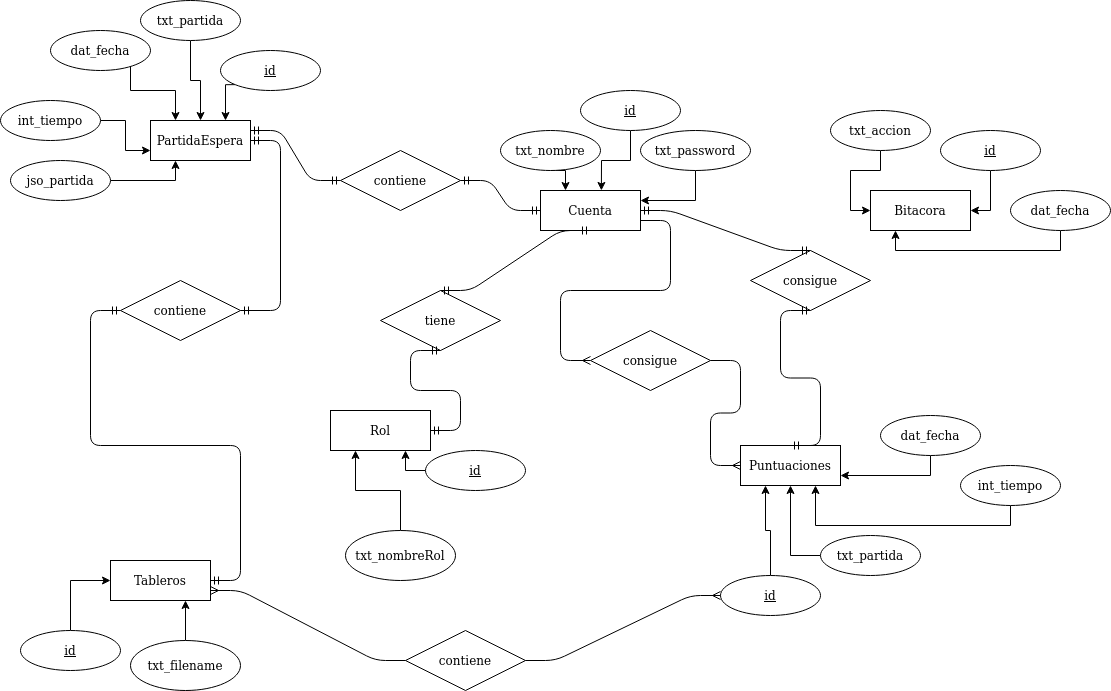 txt_partida
dat_fecha
id
int_tiempo
PartidaEspera
jso_partida
contiene
id
txt_nombre
txt_password
Cuenta
txt_accion
id
Bitacora
dat_fecha
contiene
tiene
consigue
consigue
Rol
id
txt_nombreRol
Puntuaciones
dat_fecha
int_tiempo
txt_partida
id
Tableros
id
txt_filename
contiene